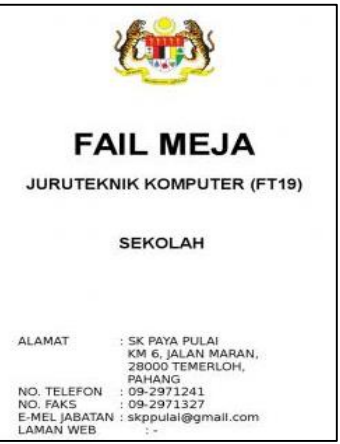 FAIL MEJA
JURUTEKNIK KOMPUTER (FT19)
SEKOLAH
ALAMAT : SK PAYA PULAI
KM 6, JALAN MARAN,
28000 TEMERLOH,
PAHANG
NO. TELEFON : 09-2971241
NO. FAKS : 09-2971327
E-MEL JABATAN : skppulai@gmail.com
LAMAN WEB : -